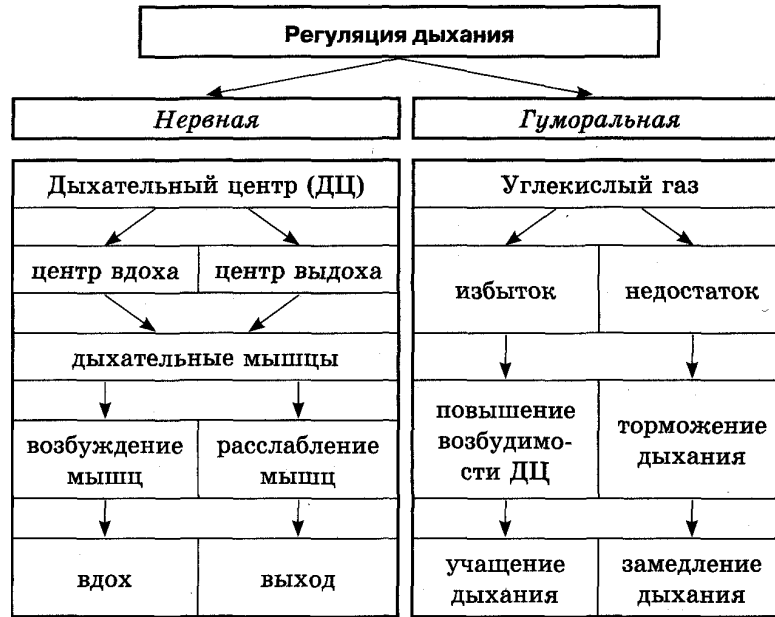 Регуляция дыхания
Нервная
Гуморальная
Дыхательный центр (ДЦ)
центр вдоха
центр выдоха
дыхательные мышцы
возбуждение
мышц
расслабление
мышц
вдох
выход
Углекислый газ
избыток
недостаток
повышение
возбудимо-
сти ДЦ
торможение
дыхания
учащение
дыхания
замедление
дыхания